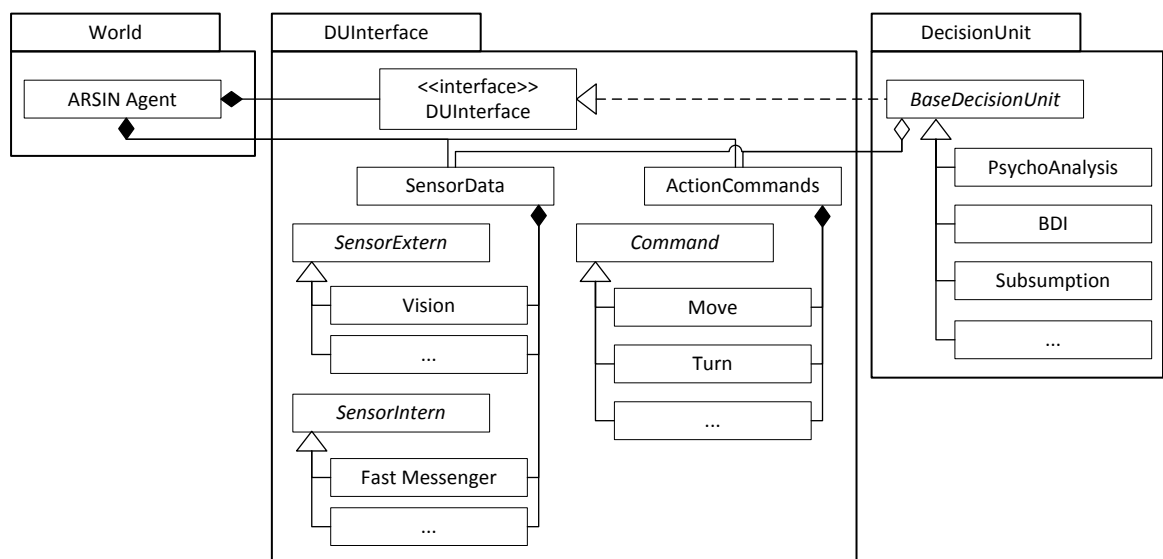 World
DUInterface
DecisionUnit
ARSIN Agent
<<interface>>
DUInterface
BaseDecisionUnit
SensorData
ActionCommands
PsychoAnalysis
BDI
Subsumption
...
SensorExtern
Vision
...
SensorIntern
Fast Messenger
...
Command
Move
Turn
...